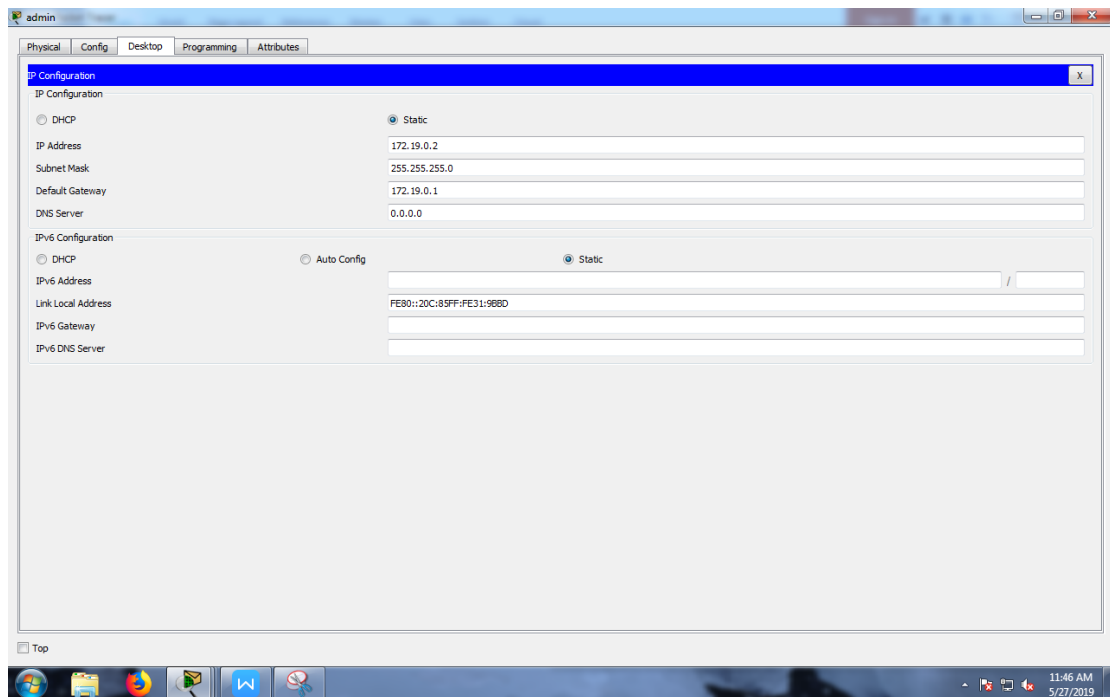 admin
Physical Config Desktop Programming Attributes
IP Configuration X
IP Configuration
DHCP Static
IP Address 172.19.0.2
Subnet Mask 255.255.255.0
Default Gateway 172.19.0.1
DNS Server 0.0.0.0
IPv6 Configuration
DHCP Auto Config Static
IPv6 Address /
Link Local Address FE80::20C:85FF:FE31:9BBD
IPv6 Gateway
IPv6 DNS Server
Top
11:46 AM
5/27/2019